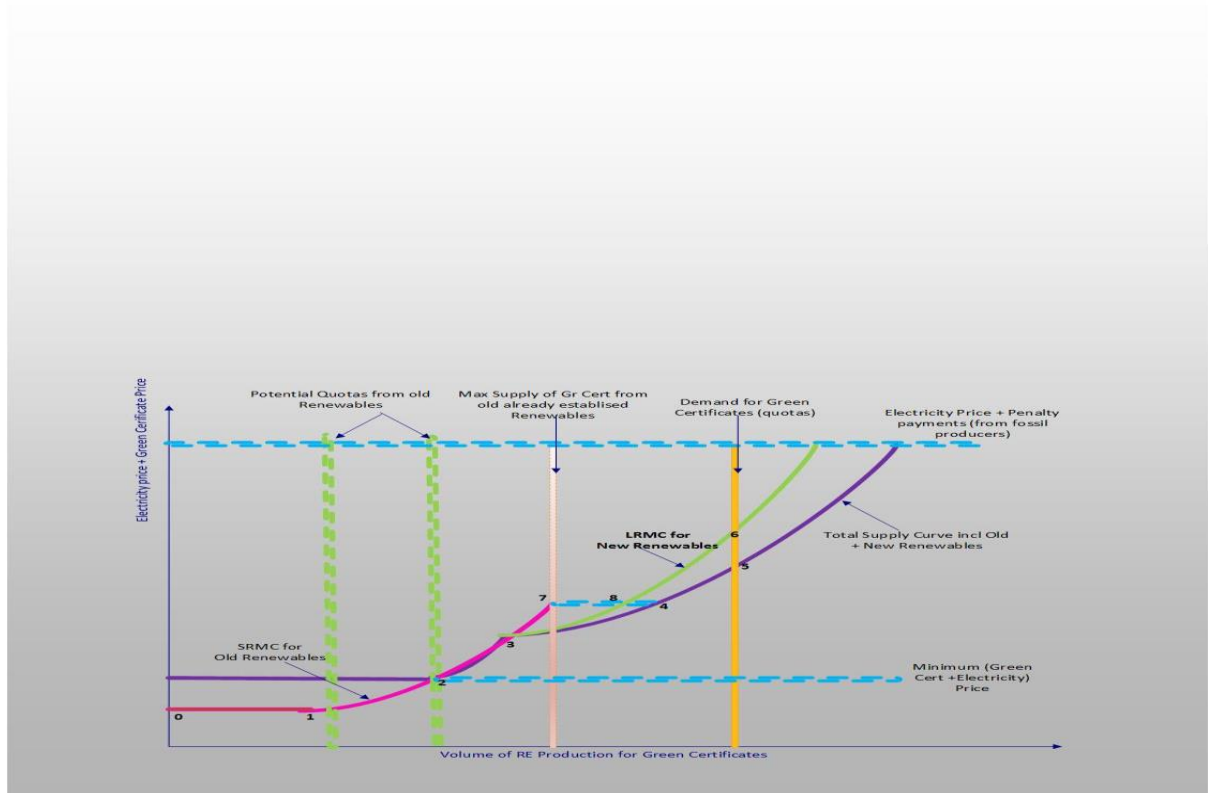 Potential Quotas from old
Renewables
Max Supply of Gr Cert from
old already establised
Renewables
Demand for Green
Certificates (quotas)
Electricity Price + Penalty
payments (from fossil
producers)
Electricity price + Green Cerificate Price
LRMC for
New Renewables
6
Total Supply Curve incl Old
+ New Renewables
5
7
8
4
3
SRMC for
Old Renewables
2
Minimum (Green
Cert +Electricity)
Price
0
1
Volume of RE Production for Green Certificates